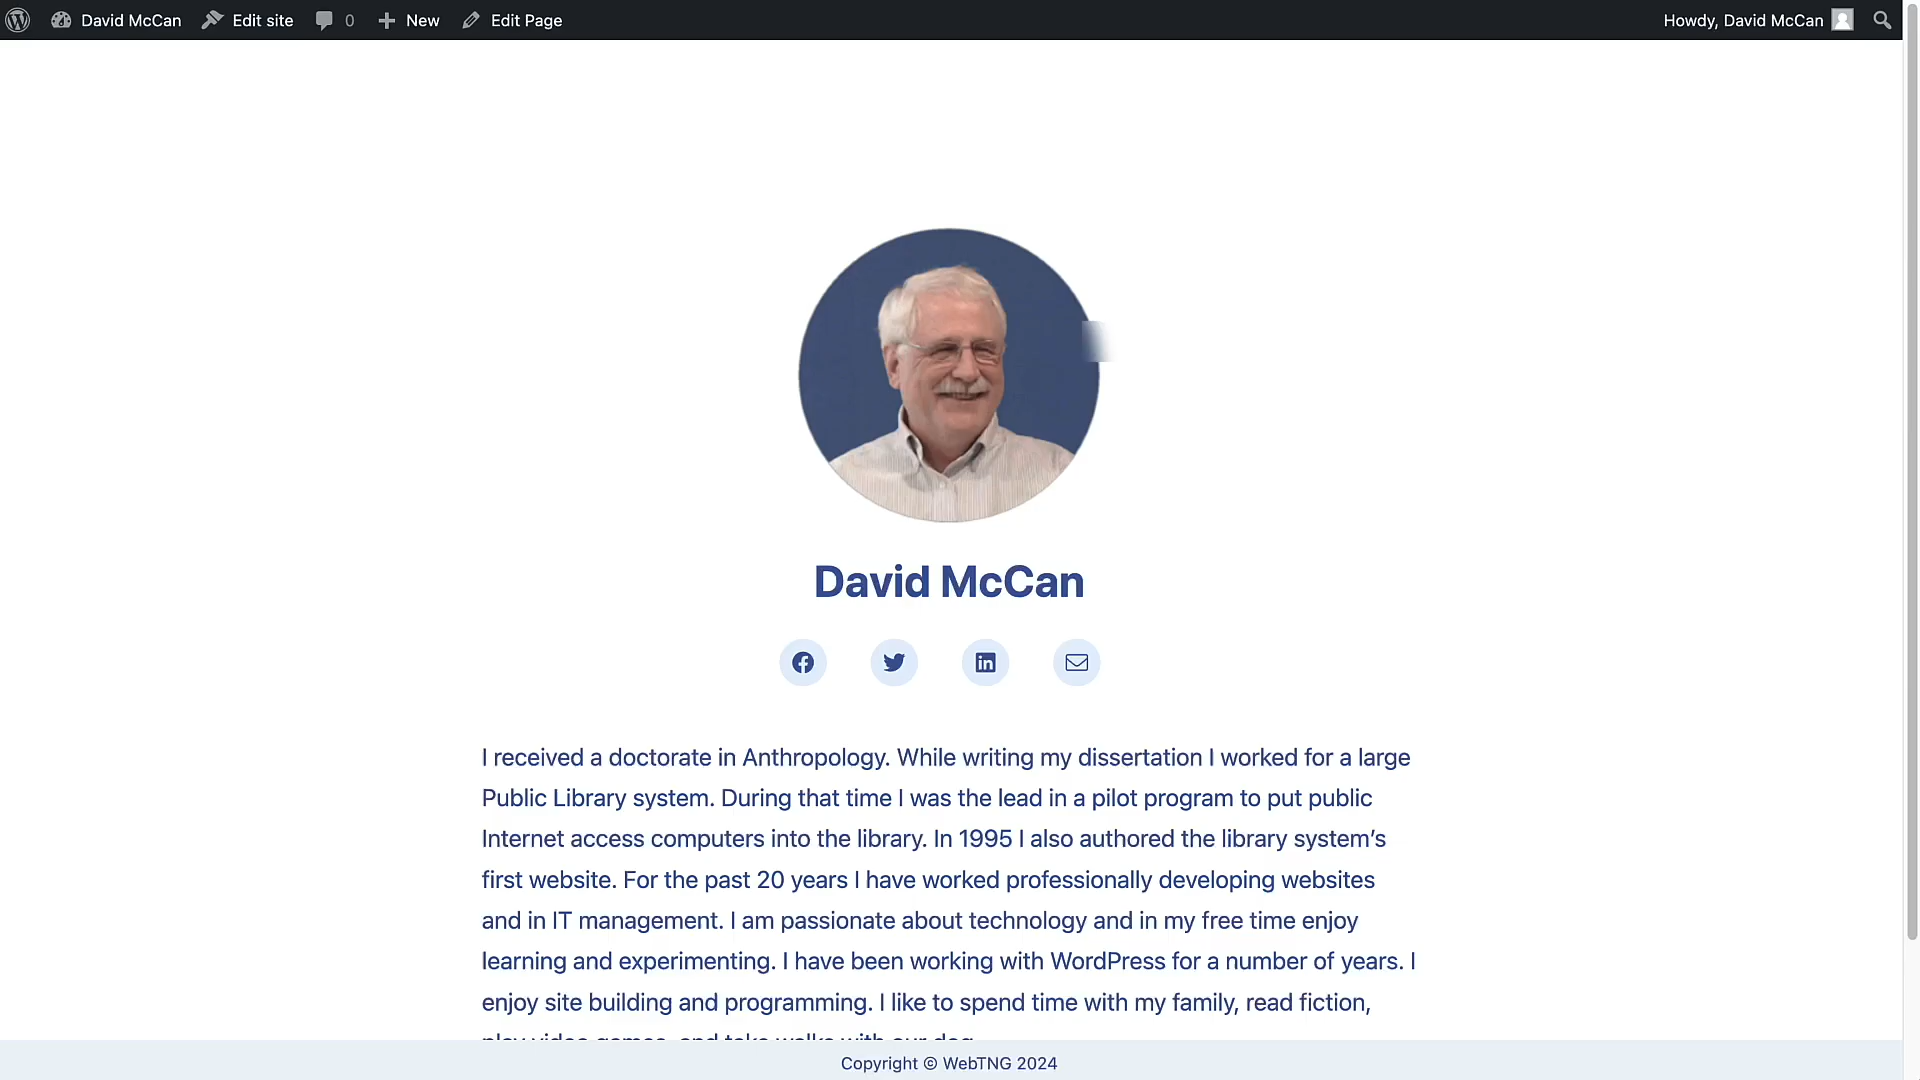 David McCan Edit site 0 New Edit Page Howdy, David McCan
David McCan
I received a doctorate in Anthropology. While writing my dissertation I worked for a large
Public Library system. During that time I was the lead in a pilot program to put public
Internet access computers into the library. In 1995 I also authored the library system’s
first website. For the past 20 years I have worked professionally developing websites
and in IT management. I am passionate about technology and in my free time enjoy
learning and experimenting. I have been working with WordPress for a number of years. I
enjoy site building and programming. I like to spend time with my family, read fiction,
play video games, and take walks with our dog.
Copyright © WebTNG 2024